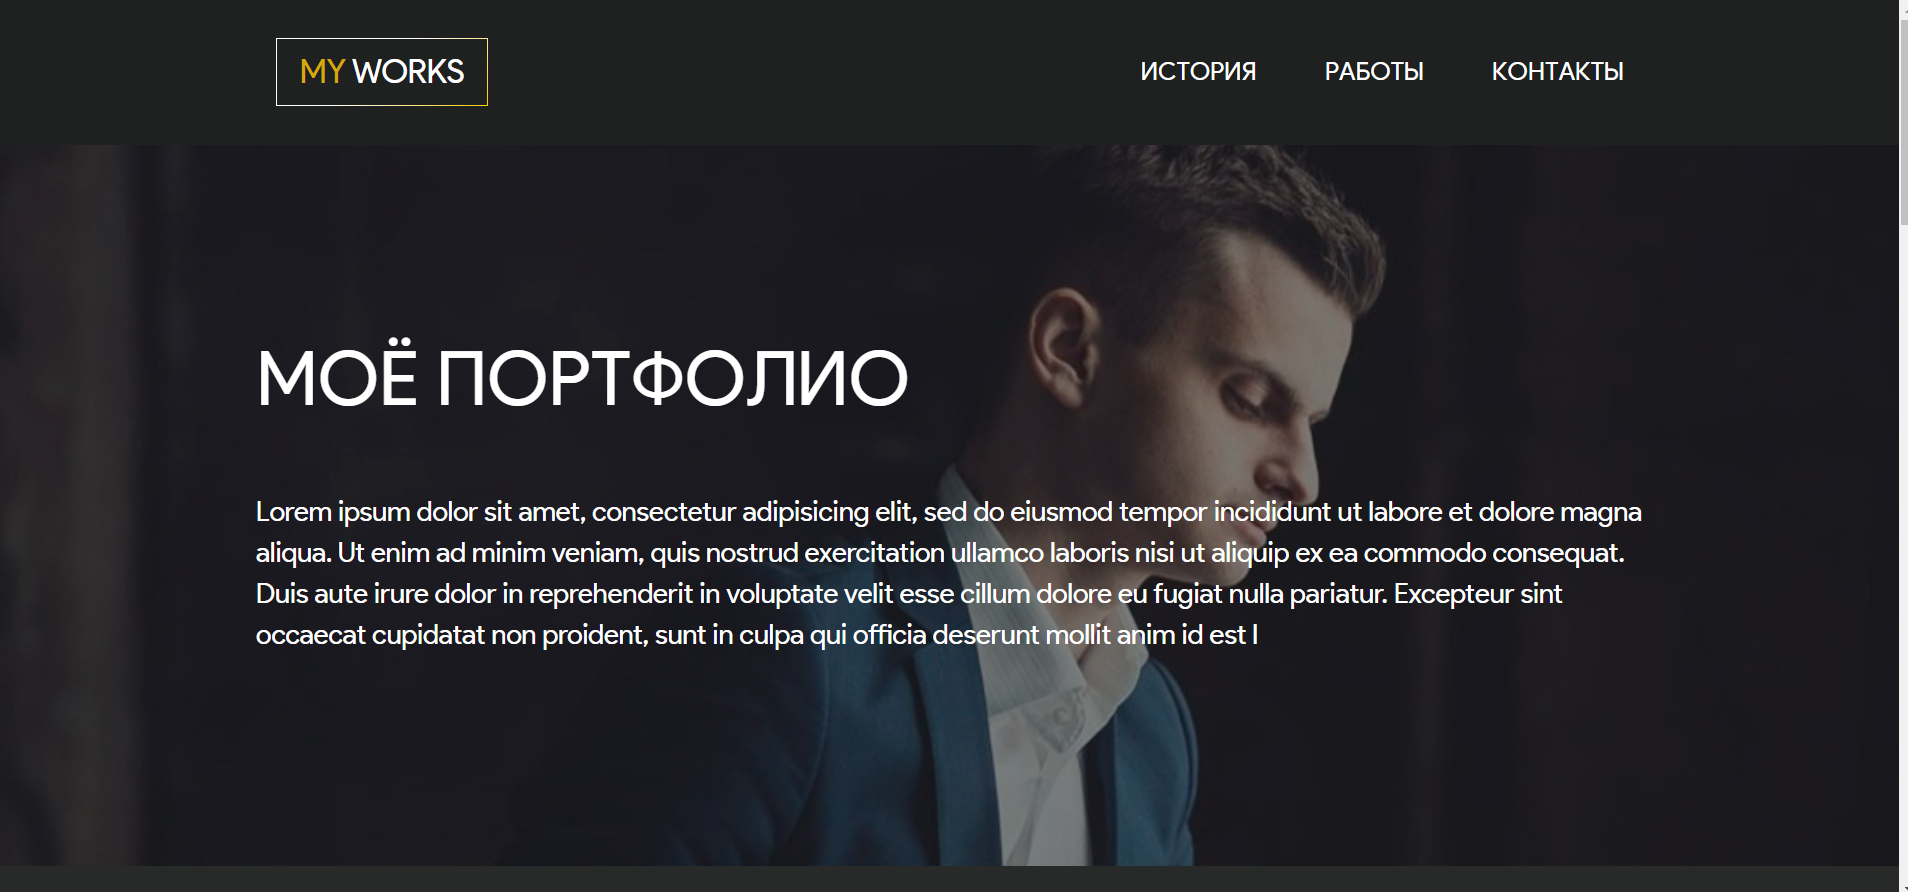 MY WORKS
ИСТОРИЯ РАБОТЫ КОНТАКТЫ
МОЁ ПОРТФОЛИО
Lorem ipsum dolor sit amet, consectetur adipisicing elit, sed do eiusmod tempor incididunt ut labore et dolore magna
aliqua. Ut enim ad minim veniam, quis nostrud exercitation ullamco laboris nisi ut aliquip ex ea commodo consequat.
Duis aute irure dolor in reprehenderit in voluptate velit esse cillum dolore eu fugiat nulla pariatur. Excepteur sint
occaecat cupidatat non proident, sunt in culpa qui officia deserunt mollit anim id est l